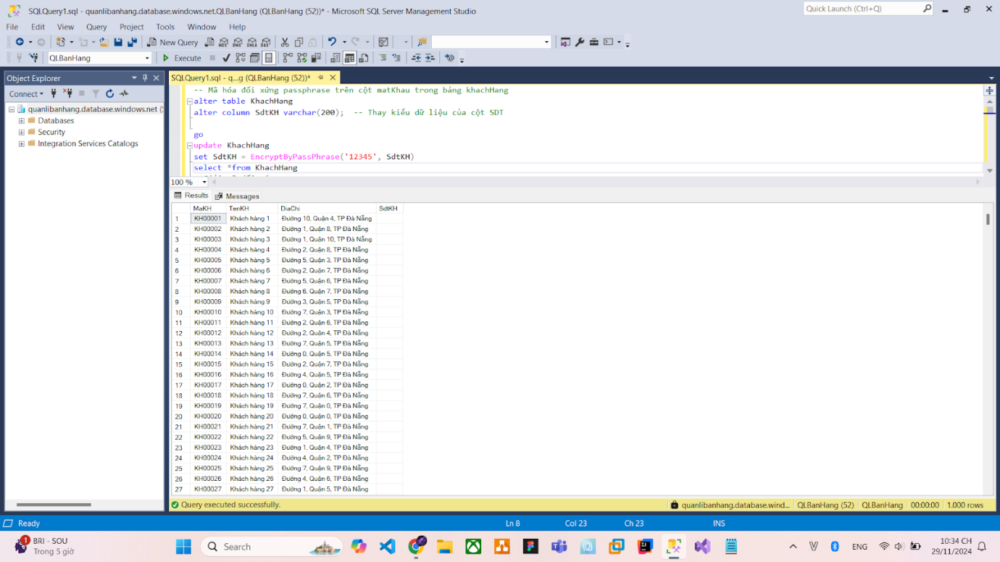 SQLQuery1.sql - quanlibanhang.database.windows.net.QLBanHang (QLBanHang (52))* - Microsoft SQL Server Management Studio
Quick Launch (Ctrl+Q)
File Edit View Query Project Tools Window Help
New Query
QLBanHang
Execute
Object Explorer
Connect
quanlibanhang.database.windows.net (
Databases
Security
Integration Services Catalogs
SQLQuery1.sql - q...g (QLBanHang (52))*
-- Mã hóa đối xứng passphrase trên cột matKhau trong bảng khachHang
alter table KhachHang
alter column SdtKH varchar(200); -- Thay kiểu dữ liệu của cột SDT
go
update KhachHang
set SdtKH = EncryptByPassPhrase('12345', SdtKH)
select *from KhachHang
100 %
Results Messages
MaKH TenKH DiaChi SdtKH
1 KH00001 Khách hàng 1 Đường 10, Quận 4, TP Đà Nẵng
2 KH00002 Khách hàng 2 Đường 1, Quận 8, TP Đà Nẵng
3 KH00003 Khách hàng 3 Đường 1, Quận 10, TP Đà Nẵng
4 KH00004 Khách hàng 4 Đường 2, Quận 8, TP Đà Nẵng
5 KH00005 Khách hàng 5 Đường 5, Quận 3, TP Đà Nẵng
6 KH00006 Khách hàng 6 Đường 2, Quận 7, TP Đà Nẵng
7 KH00007 Khách hàng 7 Đường 5, Quận 6, TP Đà Nẵng
8 KH00008 Khách hàng 8 Đường 6, Quận 7, TP Đà Nẵng
9 KH00009 Khách hàng 9 Đường 3, Quận 5, TP Đà Nẵng
10 KH00010 Khách hàng 10 Đường 7, Quận 3, TP Đà Nẵng
11 KH00011 Khách hàng 11 Đường 2, Quận 6, TP Đà Nẵng
12 KH00012 Khách hàng 12 Đường 2, Quận 4, TP Đà Nẵng
13 KH00013 Khách hàng 13 Đường 7, Quận 5, TP Đà Nẵng
14 KH00014 Khách hàng 14 Đường 0, Quận 5, TP Đà Nẵng
15 KH00015 Khách hàng 15 Đường 2, Quận 7, TP Đà Nẵng
16 KH00016 Khách hàng 16 Đường 4, Quận 5, TP Đà Nẵng
17 KH00017 Khách hàng 17 Đường 0, Quận 2, TP Đà Nẵng
18 KH00018 Khách hàng 18 Đường 7, Quận 6, TP Đà Nẵng
19 KH00019 Khách hàng 19 Đường 7, Quận 0, TP Đà Nẵng
20 KH00020 Khách hàng 20 Đường 0, Quận 0, TP Đà Nẵng
21 KH00021 Khách hàng 21 Đường 7, Quận 1, TP Đà Nẵng
22 KH00022 Khách hàng 22 Đường 5, Quận 9, TP Đà Nẵng
23 KH00023 Khách hàng 23 Đường 1, Quận 4, TP Đà Nẵng
24 KH00024 Khách hàng 24 Đường 4, Quận 2, TP Đà Nẵng
25 KH00025 Khách hàng 25 Đường 7, Quận 9, TP Đà Nẵng
26 KH00026 Khách hàng 26 Đường 4, Quận 6, TP Đà Nẵng
27 KH00027 Khách hàng 27 Đường 1, Quận 5, TP Đà Nẵng
Query executed successfully. quanlibanhang.database.wind... QLBanHang (52) QLBanHang 00:00:00 1.000 rows
Ready Ln 8 Col 23 Ch 23 INS
1 BRI - SOU
Trong 5 giờ
Search
ENG
10:34 CH
29/11/2024